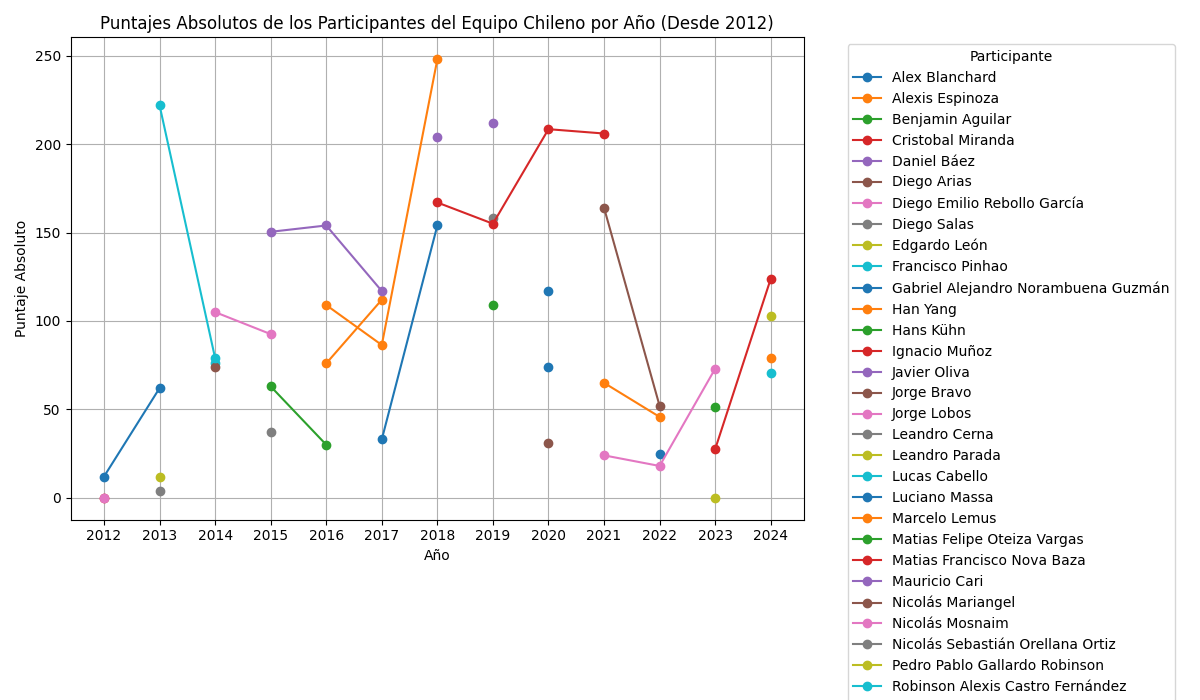 Puntajes Absolutos de los Participantes del Equipo Chileno por Año (Desde 2012)
Puntaje Absoluto
250
200
150
100
50
0
2012 2013 2014 2015 2016 2017 2018 2019 2020 2021 2022 2023 2024
Año
Participante
Alex Blanchard
Alexis Espinoza
Benjamin Aguilar
Cristobal Miranda
Daniel Báez
Diego Arias
Diego Emilio Rebollo García
Diego Salas
Edgardo León
Francisco Pinhao
Gabriel Alejandro Norambuena Guzmán
Han Yang
Hans Kühn
Ignacio Muñoz
Javier Oliva
Jorge Bravo
Jorge Lobos
Leandro Cerna
Leandro Parada
Lucas Cabello
Luciano Massa
Marcelo Lemus
Matias Felipe Oteiza Vargas
Matias Francisco Nova Baza
Mauricio Cari
Nicolás Mariangel
Nicolás Mosnaim
Nicolás Sebastián Orellana Ortiz
Pedro Pablo Gallardo Robinson
Robinson Alexis Castro Fernández